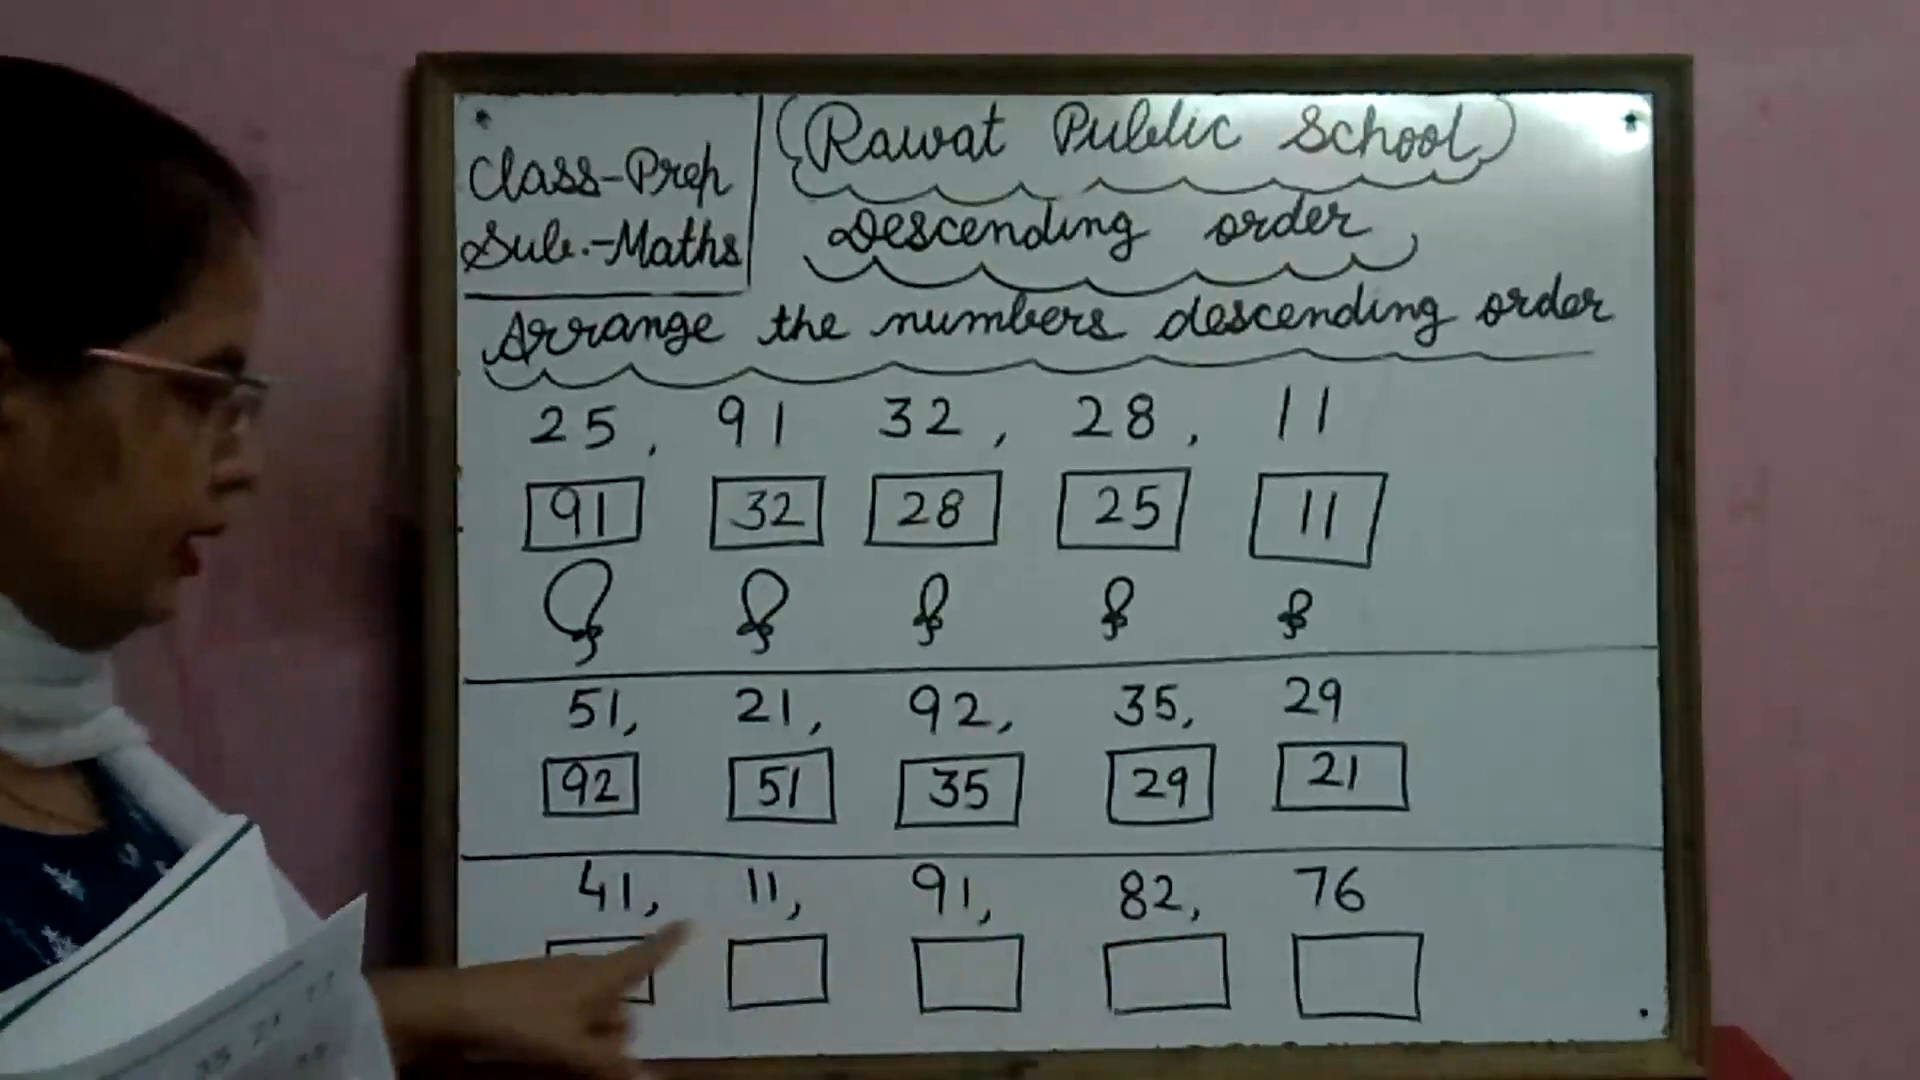 Class-Prep
Sub.-Maths
Rawat Public School
Descending order
Arrange the numbers descending order
25, 91 32, 28, 11
91 32 28 25 11
51, 21, 92, 35, 29
92 51 35 29 21
41, 11, 91, 82, 76